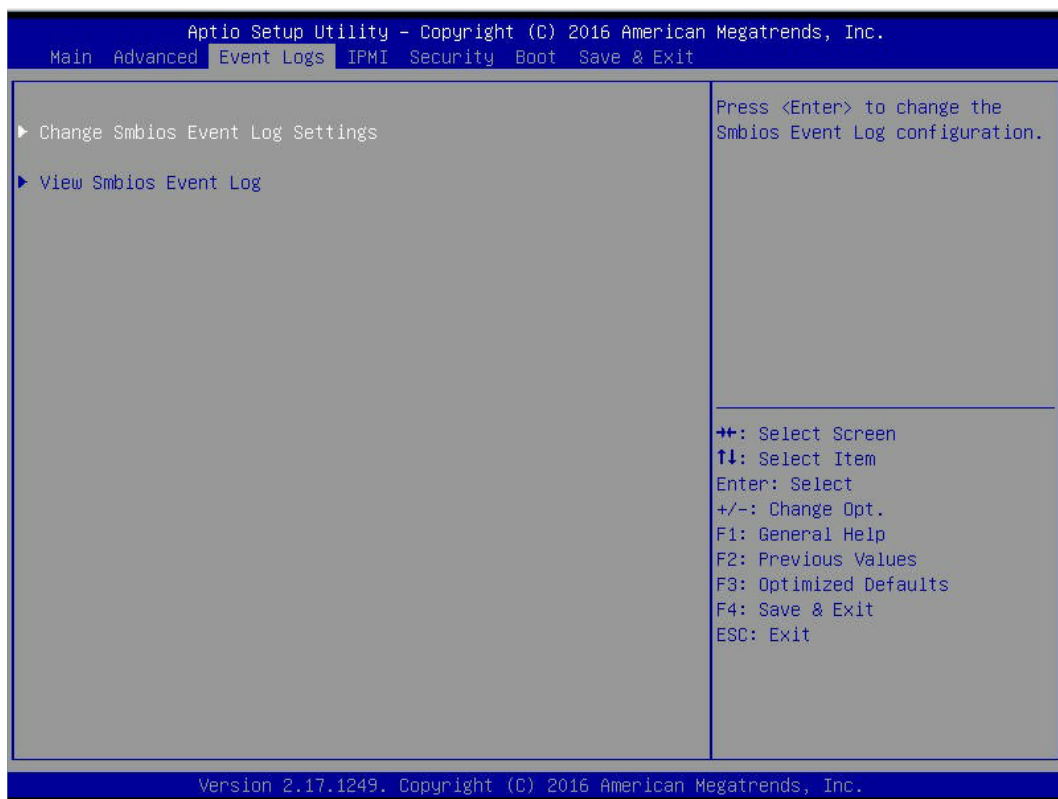 Aptio Setup Utility – Copyright (C) 2016 American Megatrends, Inc.
Main Advanced Event Logs IPMI Security Boot Save & Exit
▶ Change Smbios Event Log Settings
▶ View Smbios Event Log
Press <Enter> to change the
Smbios Event Log configuration.
→←: Select Screen
↑↓: Select Item
Enter: Select
+/-: Change Opt.
F1: General Help
F2: Previous Values
F3: Optimized Defaults
F4: Save & Exit
ESC: Exit
Version 2.17.1249. Copyright (C) 2016 American Megatrends, Inc.